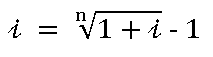 i = ⁿ√(1 + i) - 1